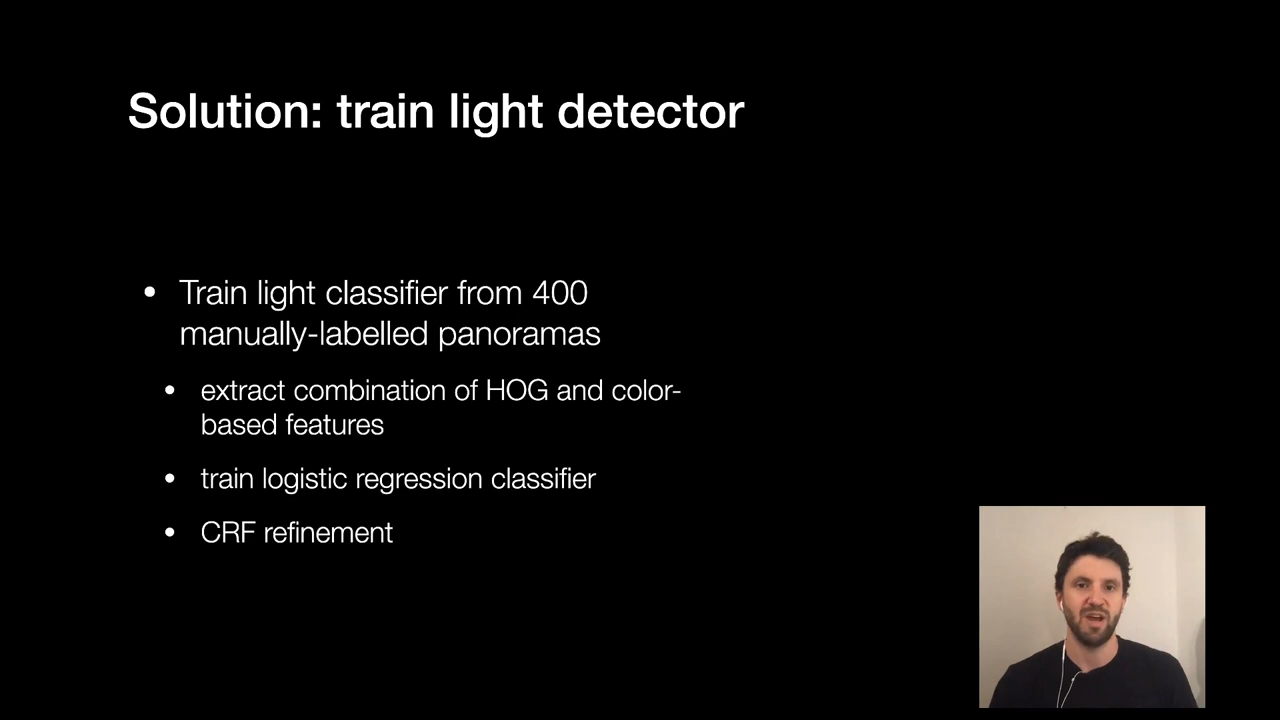 Solution: train light detector
• Train light classifier from 400
manually-labelled panoramas
• extract combination of HOG and color-
based features
• train logistic regression classifier
• CRF refinement